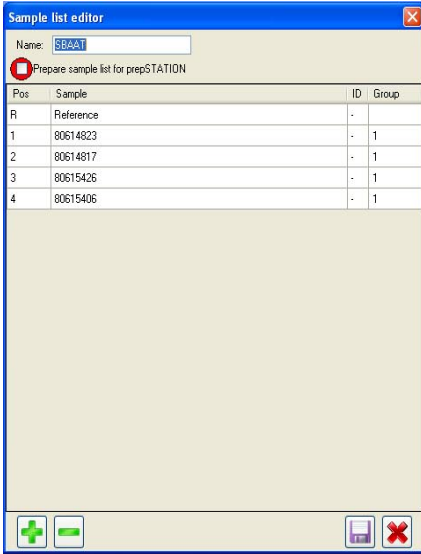 Sample list editor
Name: SBAAT
Prepare sample list for prepSTATION
Pos Sample ID Group
R Reference -
1 80614823 - 1
2 80614817 - 1
3 80615426 - 1
4 80615406 - 1